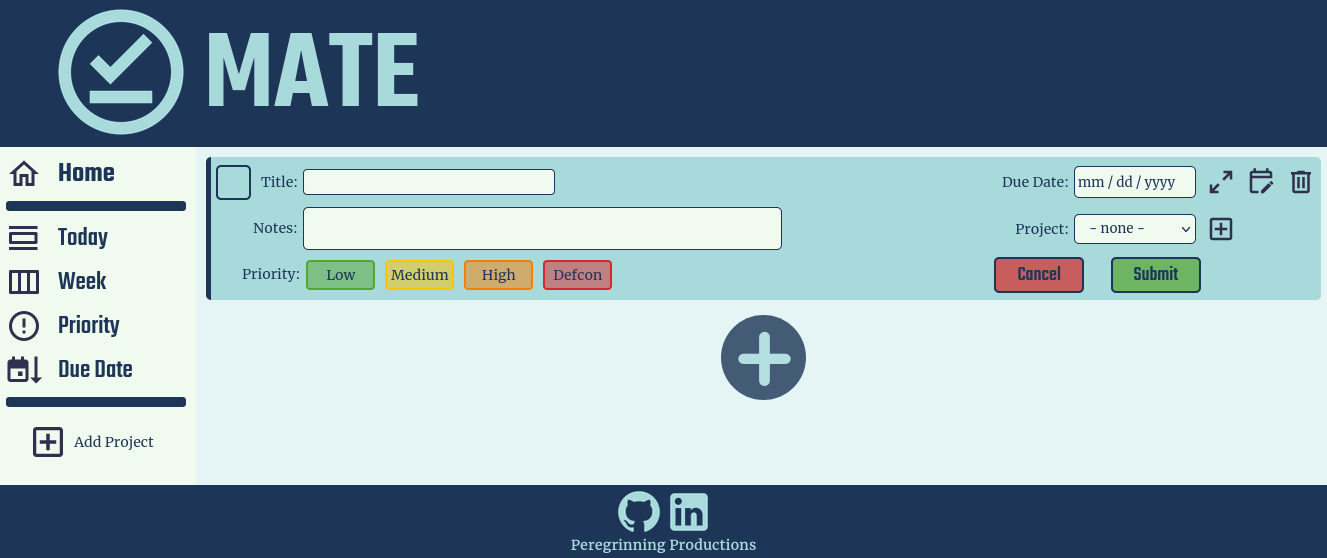 MATE
Home
Today
Week
Priority
Due Date
Add Project
Title:
Due Date: mm / dd / yyyy
Notes:
Project: - none -
Priority: Low Medium High Defcon
Cancel Submit
in
Peregrinning Productions